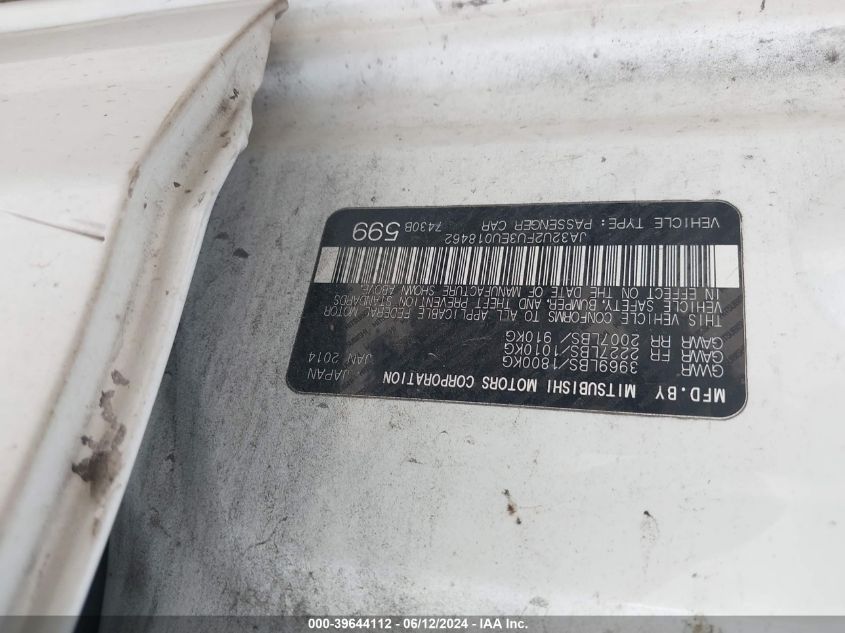 MFD.BY MITSUBISHI MOTORS CORPORATION JAPAN
GVWR 3969LBS/1800KG JAN 2014
GAWR FR 2227LBS/1010KG
GAWR RR 2007LBS/ 910KG
THIS VEHICLE CONFORMS TO ALL APPLICABLE FEDERAL MOTOR
VEHICLE SAFETY, BUMPER, AND THEFT PREVENTION STANDARDS
IN EFFECT ON THE DATE OF MANUFACTURE SHOWN ABOVE.
JA32U2FU3EU018462 599
VEHICLE TYPE: PASSENGER CAR 7430B
000-39644112 - 06/12/2024 - IAA Inc.